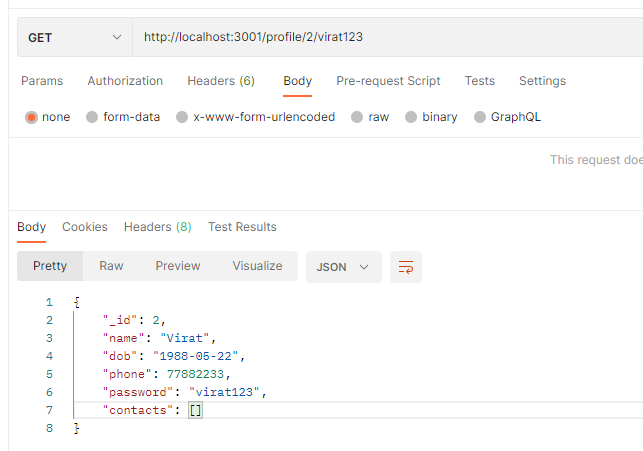 GET http://localhost:3001/profile/2/virat123
Params Authorization Headers (6) Body Pre-request Script Tests Settings
none form-data x-www-form-urlencoded raw binary GraphQL
This request doe
Body Cookies Headers (8) Test Results
Pretty Raw Preview Visualize JSON
1 {
2 "_id": 2,
3 "name": "Virat",
4 "dob": "1988-05-22",
5 "phone": 77882233,
6 "password": "virat123",
7 "contacts": []
8 }